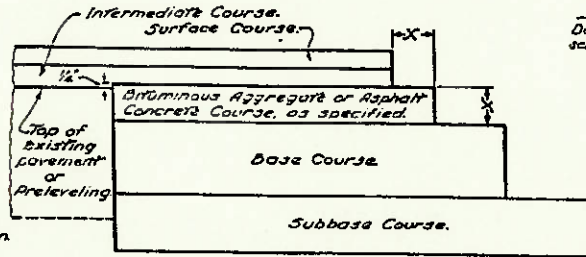 Intermediate Course.
Surface Course.
X
½"
X
Bituminous Aggregate or Asphalt
Concrete Course, as specified.
Top of
Existing
pavement
or
Preleveling
Base Course
Subbase Course.